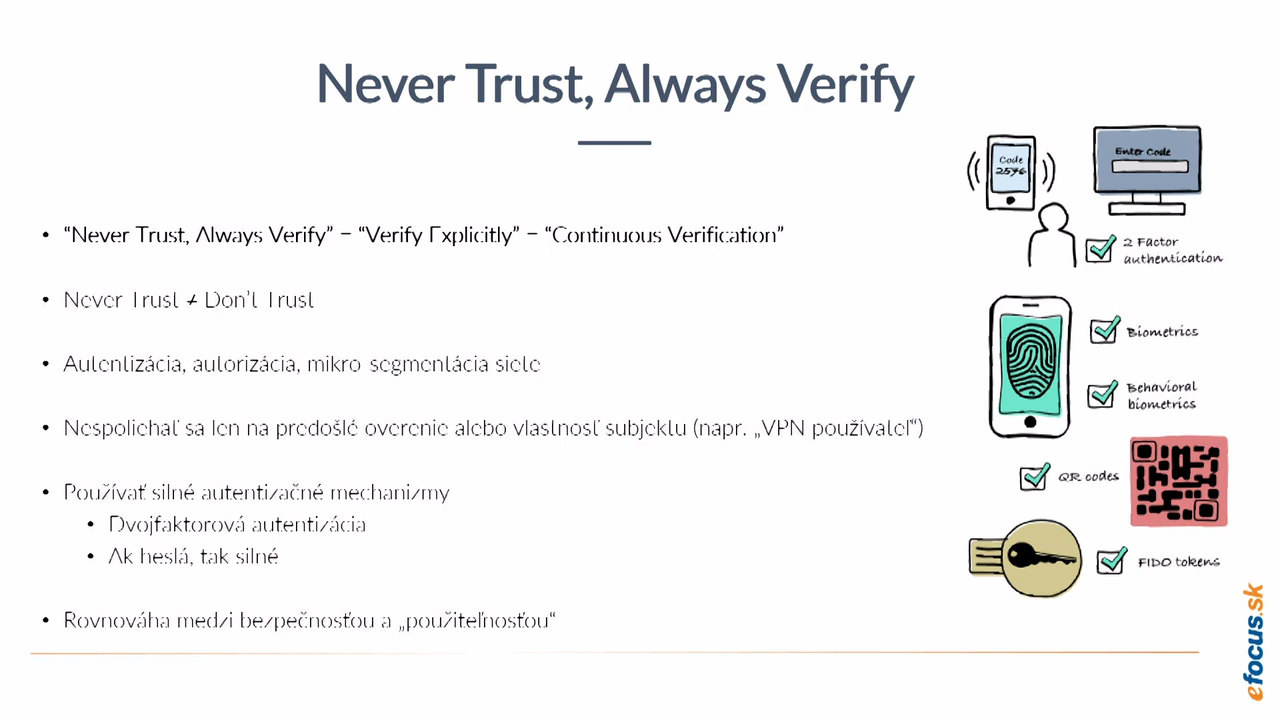 Never Trust, Always Verify
• “Never Trust, Always Verify” = “Verify Explicitly” = “Continuous Verification”
• Never Trust ≠ Don’t Trust
• Autentizácia, autorizácia, mikro-segmentácia siete
• Nespoliehať sa len na predošlé overenie alebo vlastnosť subjektu (napr. „VPN používateľ“)
• Používať silné autentizačné mechanizmy
• Dvojfaktorová autentizácia
• Ak heslá, tak silné
• Rovnováha medzi bezpečnosťou a „použiteľnosťou“
Code
2596
Enter Code
2 Factor
authentication
Biometrics
Behavioral
biometrics
QR codes
FIDO tokens
efocus.sk